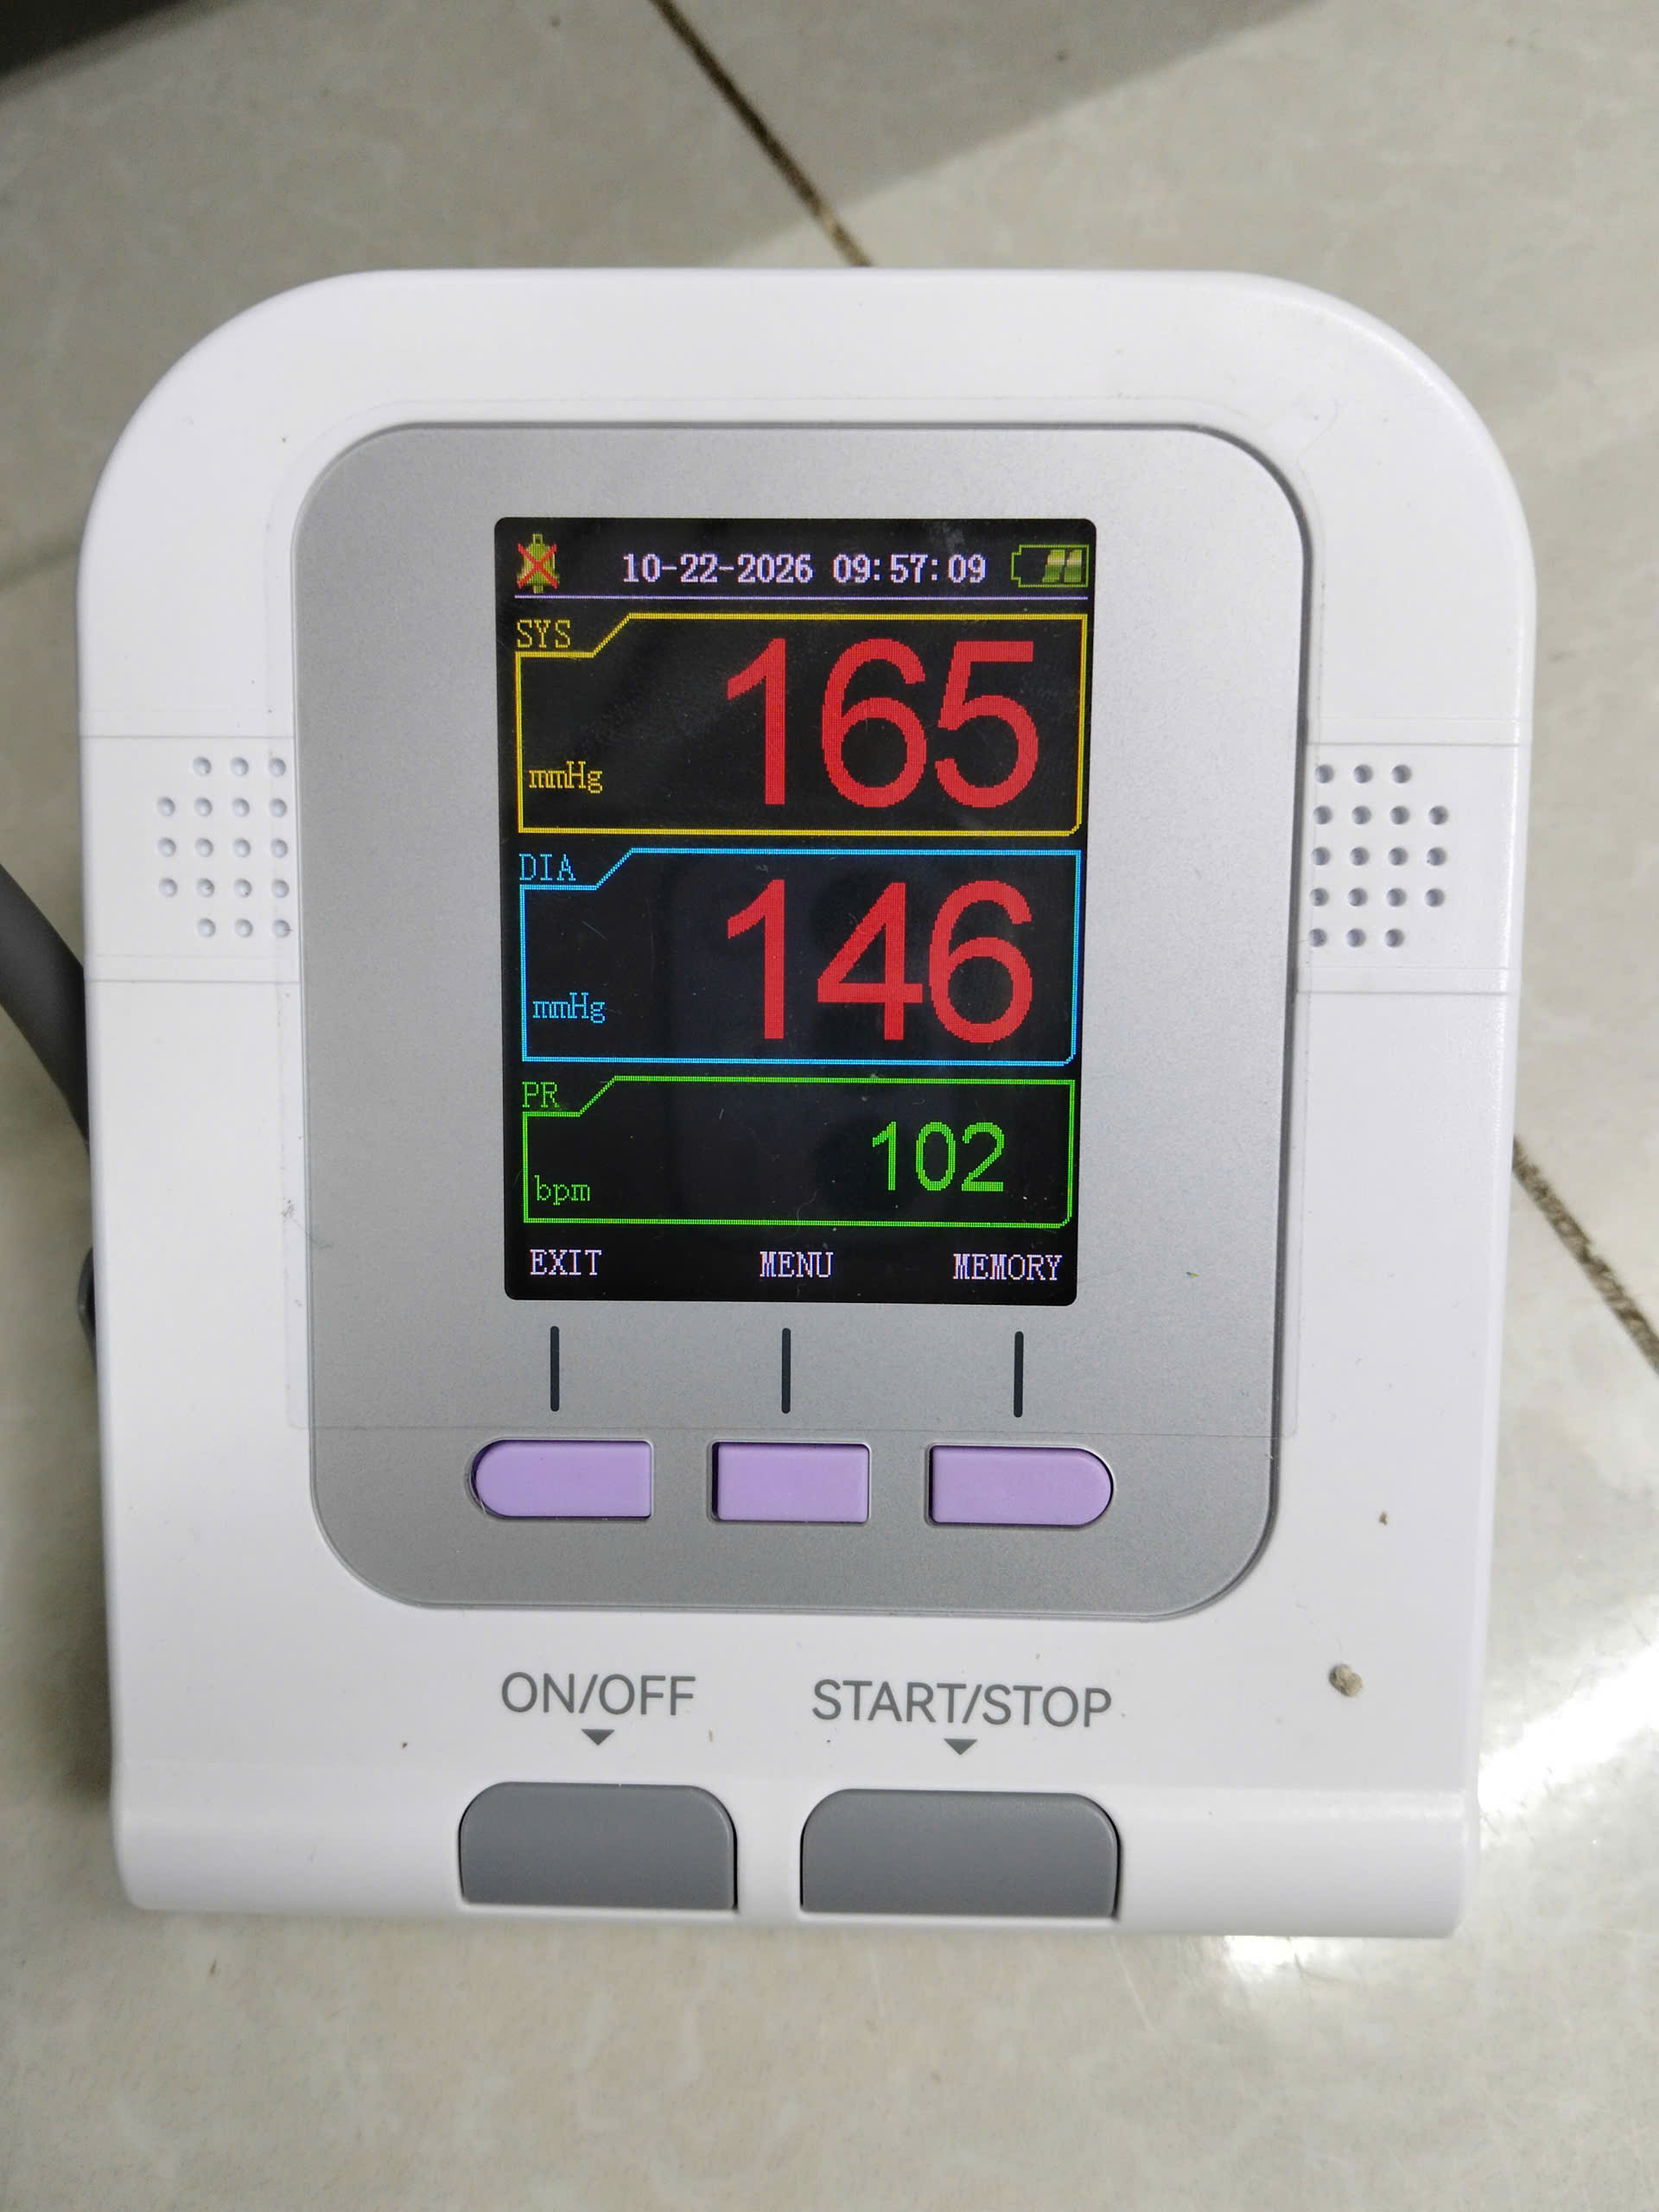 10-22-2026 09:57:09
SYS
165
mmHg
DIA
146
mmHg
PR
102
bpm
EXIT MENU MEMORY
ON/OFF START/STOP